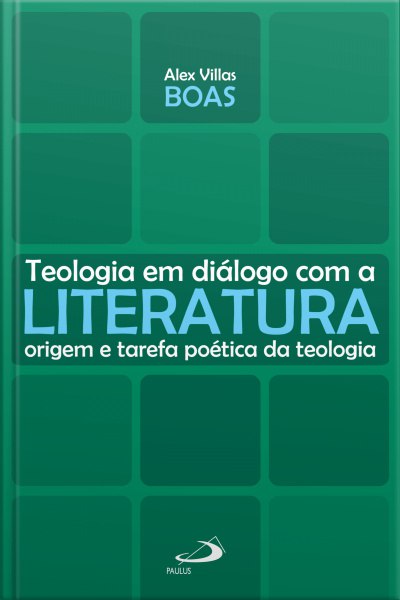 Alex Villas
BOAS
Teologia em diálogo com a
LITERATURA
origem e tarefa poética da teologia
PAULUS